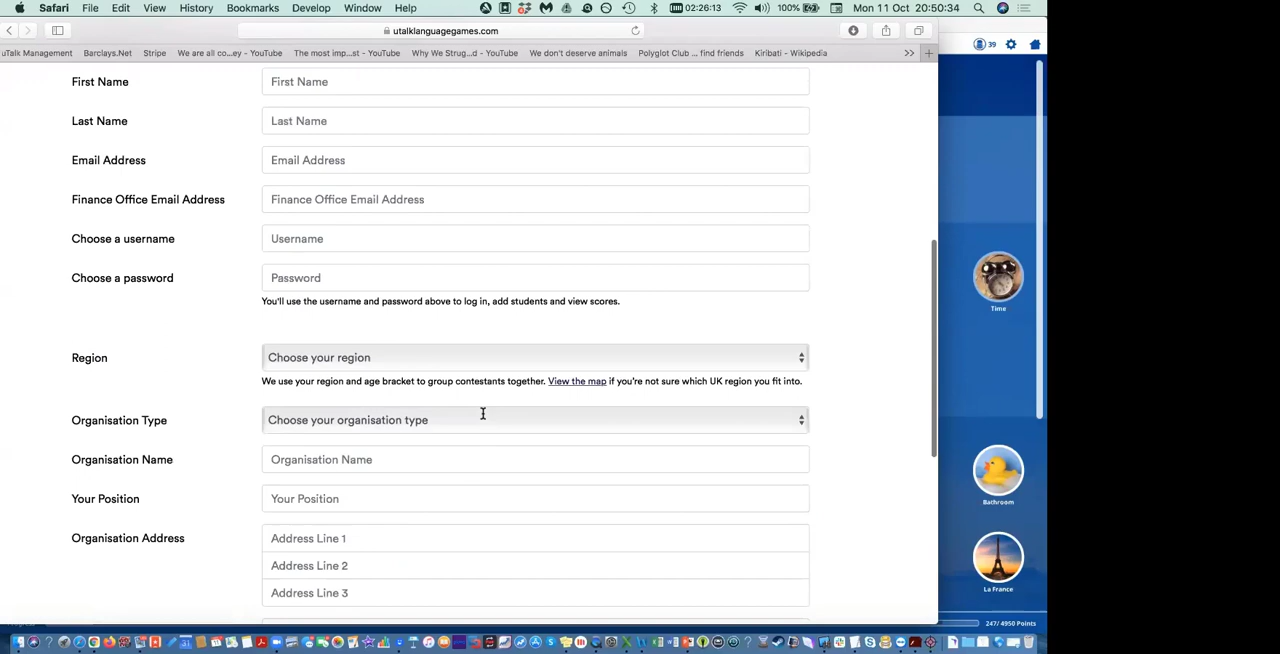 Safari File Edit View History Bookmarks Develop Window Help 02:26:13 100% Mon 11 Oct 20:50:34
utalklanguagegames.com
39
uTalk Management Barclays.Net Stripe We are all co...ey - YouTube The most imp...st - YouTube Why We Strug...d - YouTube We don't deserve animals Polyglot Club ... find friends Kiribati - Wikipedia
First Name First Name
Last Name Last Name
Email Address Email Address
Finance Office Email Address Finance Office Email Address
Choose a username Username
Choose a password Password
You'll use the username and password above to log in, add students and view scores.
Time
Region Choose your region
We use your region and age bracket to group contestants together. View the map if you're not sure which UK region you fit into.
Organisation Type Choose your organisation type
Organisation Name Organisation Name
Your Position Your Position
Bathroom
Organisation Address Address Line 1
Address Line 2
Address Line 3
La France
247/ 4950 Points